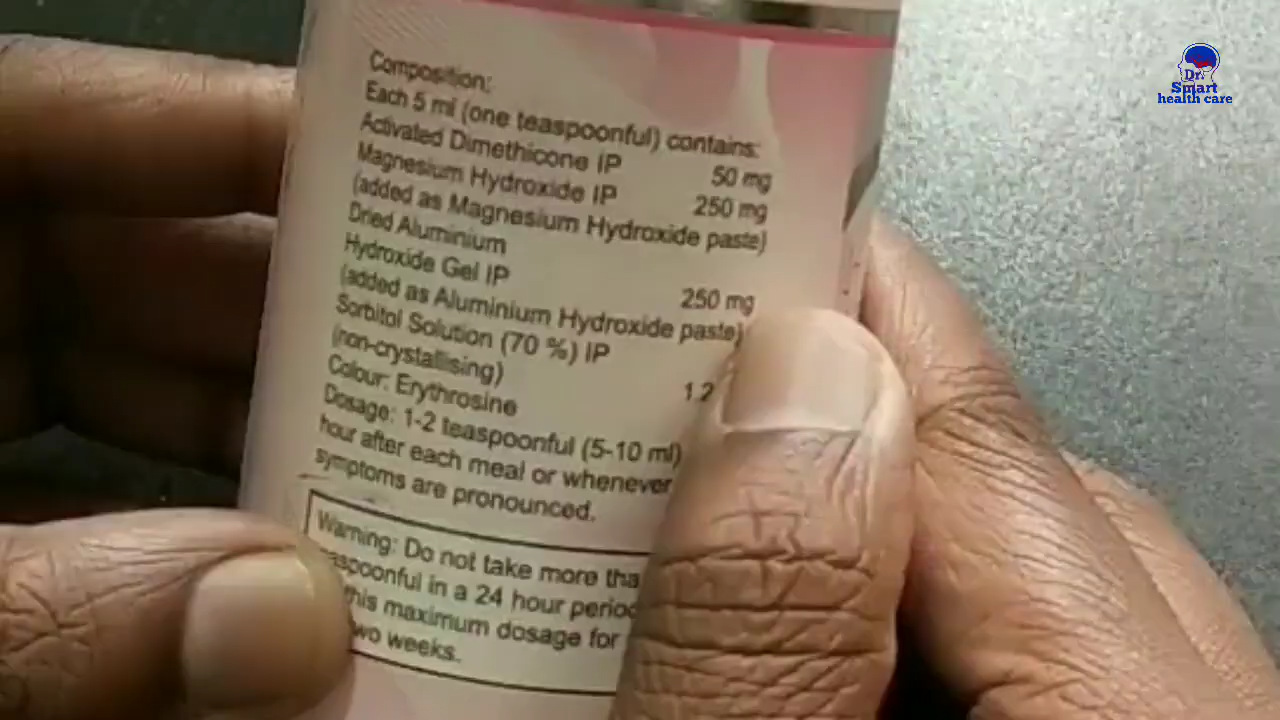 Composition:
Each 5 ml (one teaspoonful) contains:
Activated Dimethicone IP 50 mg
Magnesium Hydroxide IP 250 mg
(added as Magnesium Hydroxide paste)
Dried Aluminium
Hydroxide Gel IP 250 mg
(added as Aluminium Hydroxide paste)
Sorbitol Solution (70 %) IP
(non-crystallising) 1.2
Colour: Erythrosine
Dosage: 1-2 teaspoonful (5-10 ml)
hour after each meal or whenever
symptoms are pronounced.
Warning: Do not take more
in a 24 hour
this maximum dosage for
weeks.
Dr.
Smart
health care